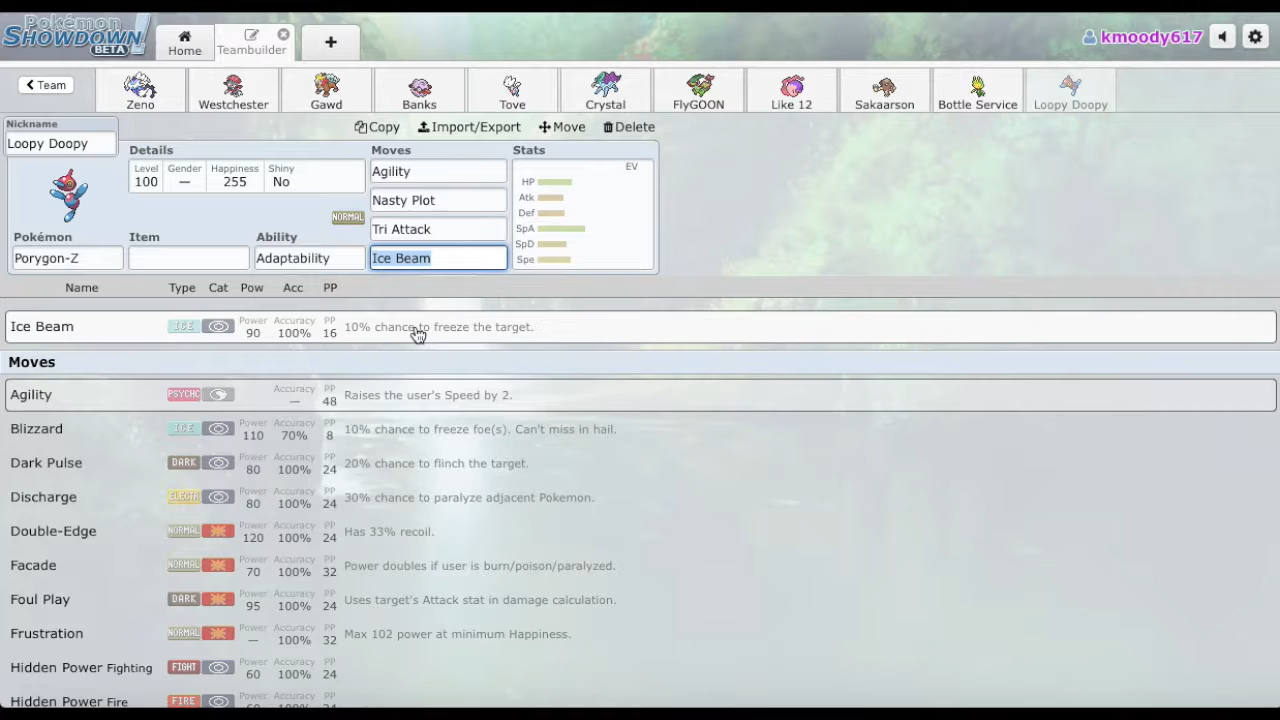 Pokémon
SHOWDOWN!
BETA
Home
Teambuilder
+
kmoody617
Team
Zeno
Westchester
Gawd
Banks
Tove
Crystal
FlyGOON
Like 12
Sakaarson
Bottle Service
Loopy Doopy
Nickname
Loopy Doopy
Copy
Import/Export
Move
Delete
Details
Level
100
Gender
—
Happiness
255
Shiny
No
NORMAL
Pokémon
Porygon-Z
Item
Ability
Adaptability
Moves
Agility
Nasty Plot
Tri Attack
Ice Beam
Stats
EV
HP
Atk
Def
SpA
SpD
Spe
Name Type Cat Pow Acc PP
Ice Beam ICE Power 90 Accuracy 100% PP 16 10% chance to freeze the target.
Moves
Agility PSYCHC Accuracy — PP 48 Raises the user's Speed by 2.
Blizzard ICE Power 110 Accuracy 70% PP 8 10% chance to freeze foe(s). Can't miss in hail.
Dark Pulse DARK Power 80 Accuracy 100% PP 24 20% chance to flinch the target.
Discharge ELECTR Power 80 Accuracy 100% PP 24 30% chance to paralyze adjacent Pokemon.
Double-Edge NORMAL Power 120 Accuracy 100% PP 24 Has 33% recoil.
Facade NORMAL Power 70 Accuracy 100% PP 32 Power doubles if user is burn/poison/paralyzed.
Foul Play DARK Power 95 Accuracy 100% PP 24 Uses target's Attack stat in damage calculation.
Frustration NORMAL Power — Accuracy 100% PP 32 Max 102 power at minimum Happiness.
Hidden Power Fighting FIGHT Power 60 Accuracy 100% PP 24
Hidden Power Fire FIRE Power Accuracy PP